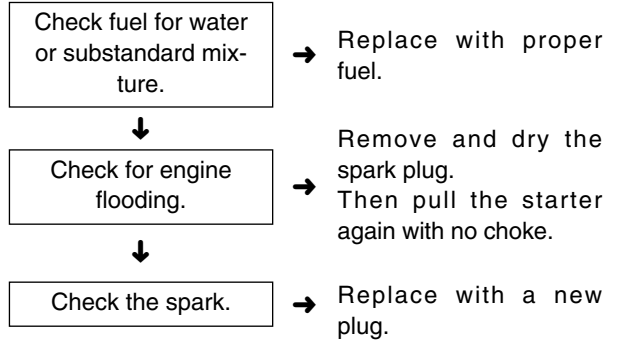 Check fuel for water
or substandard mix-
ture.
Replace with proper
fuel.
Check for engine
flooding.
Remove and dry the
spark plug.
Then pull the starter
again with no choke.
Check the spark.
Replace with a new
plug.